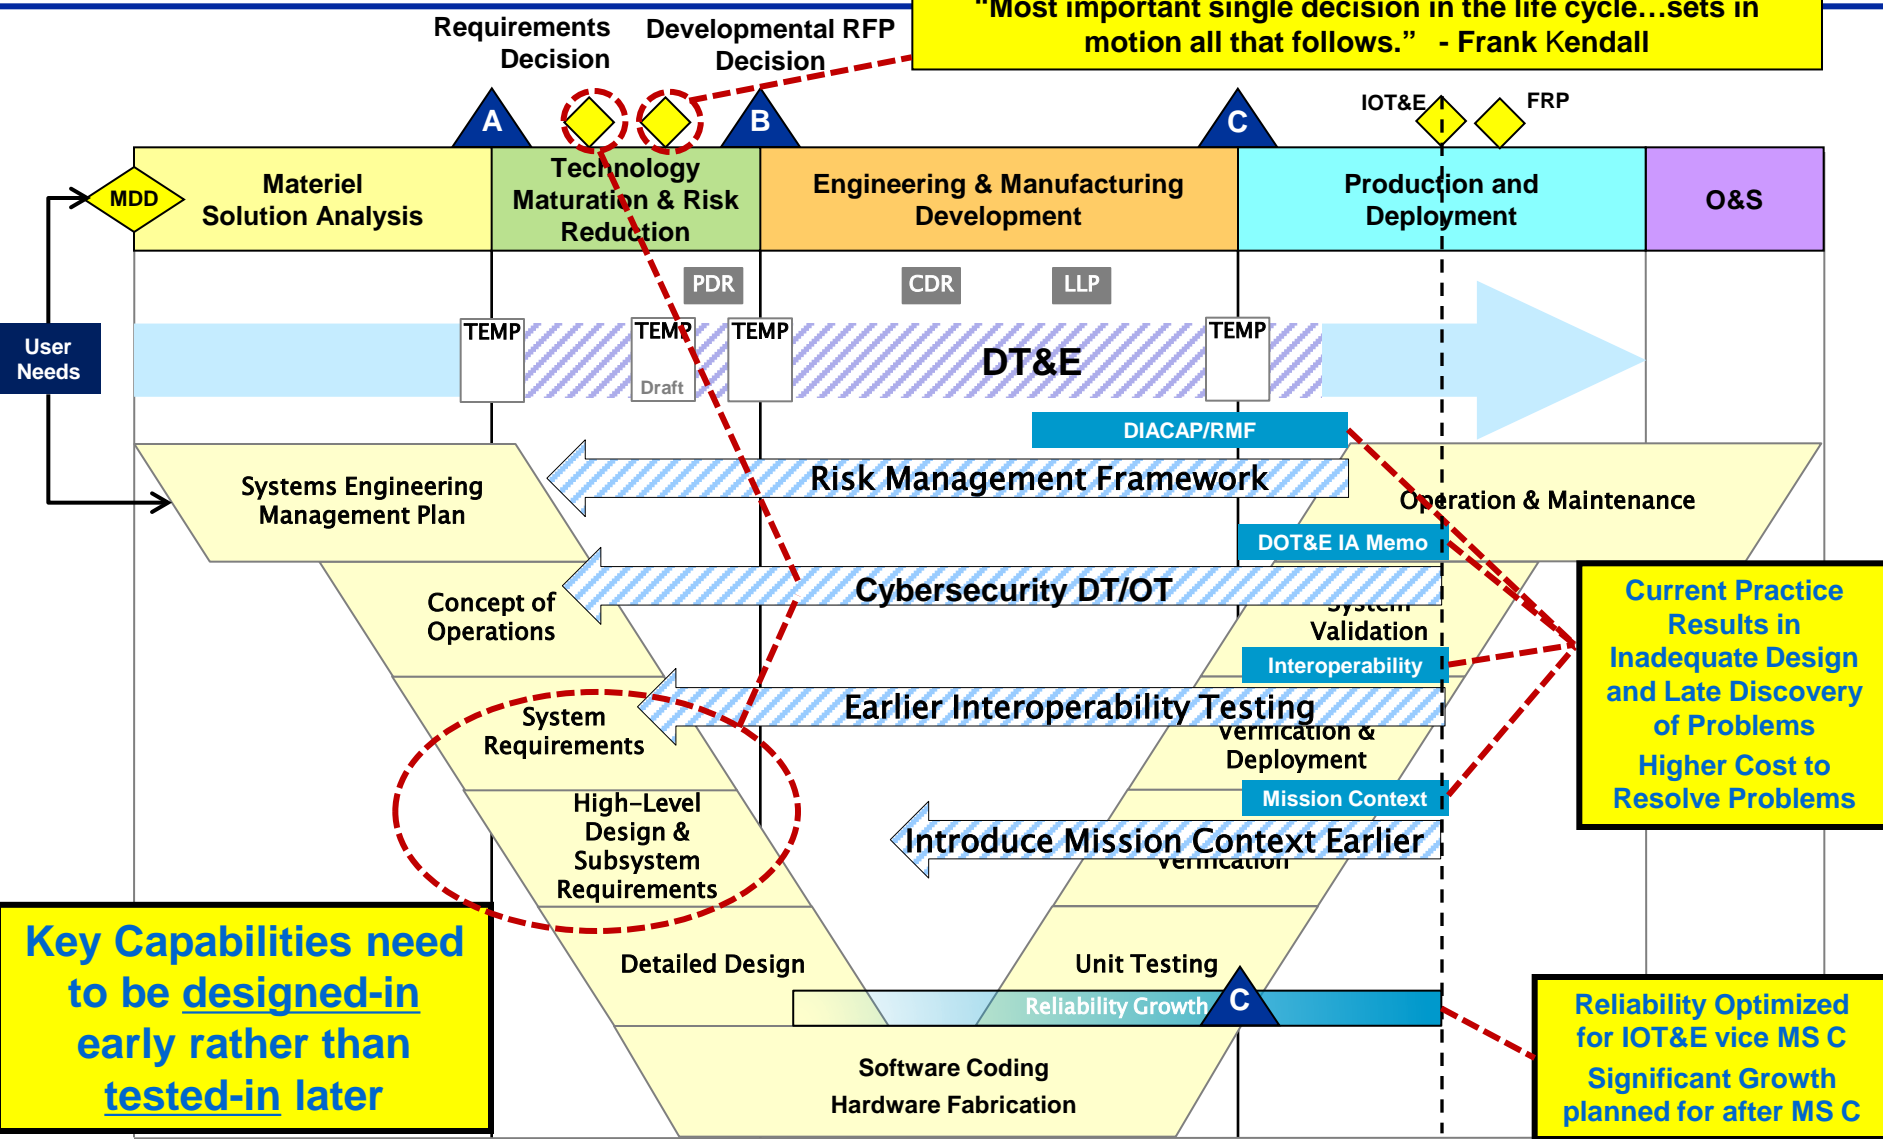 "Most important single decision in the life cycle…sets in
motion all that follows." - Frank Kendall
Requirements
Decision
Developmental RFP
Decision
A
B
C
IOT&E
FRP
MDD
Materiel
Solution Analysis
Technology
Maturation & Risk
Reduction
Engineering & Manufacturing
Development
Production and
Deployment
O&S
PDR
CDR
LLP
User
Needs
TEMP
TEMP
Draft
TEMP
DT&E
TEMP
DIACAP/RMF
Risk Management Framework
Systems Engineering
Management Plan
Operation & Maintenance
DOT&E IA Memo
Cybersecurity DT/OT
Concept of
Operations
System
Validation
Interoperability
Earlier Interoperability Testing
System
Requirements
Verification &
Deployment
Mission Context
Introduce Mission Context Earlier
High-Level
Design &
Subsystem
Requirements
Verification
Current Practice
Results in
Inadequate Design
and Late Discovery
of Problems
Higher Cost to
Resolve Problems
Key Capabilities need
to be designed-in
early rather than
tested-in later
Detailed Design
Unit Testing
Reliability Growth
C
Software Coding
Hardware Fabrication
Reliability Optimized
for IOT&E vice MS C
Significant Growth
planned for after MS C